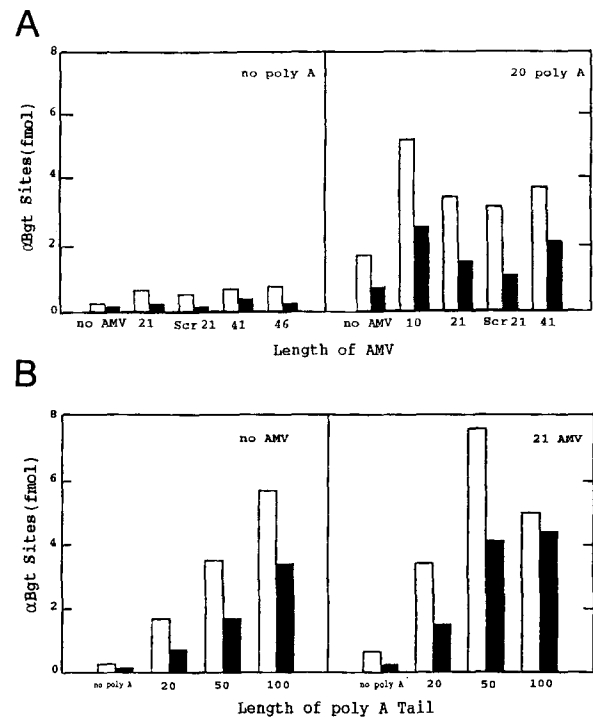 A
αBgt Sites(fmol)
8
6
4
2
0
no poly A
20 poly A
no AMV 21 Scr 21 41 46
no AMV 10 21 Scr 21 41
Length of AMV
B
αBgt Sites(fmol)
8
6
4
2
0
no AMV
21 AMV
no poly A 20 50 100
no poly A 20 50 100
Length of poly A Tail